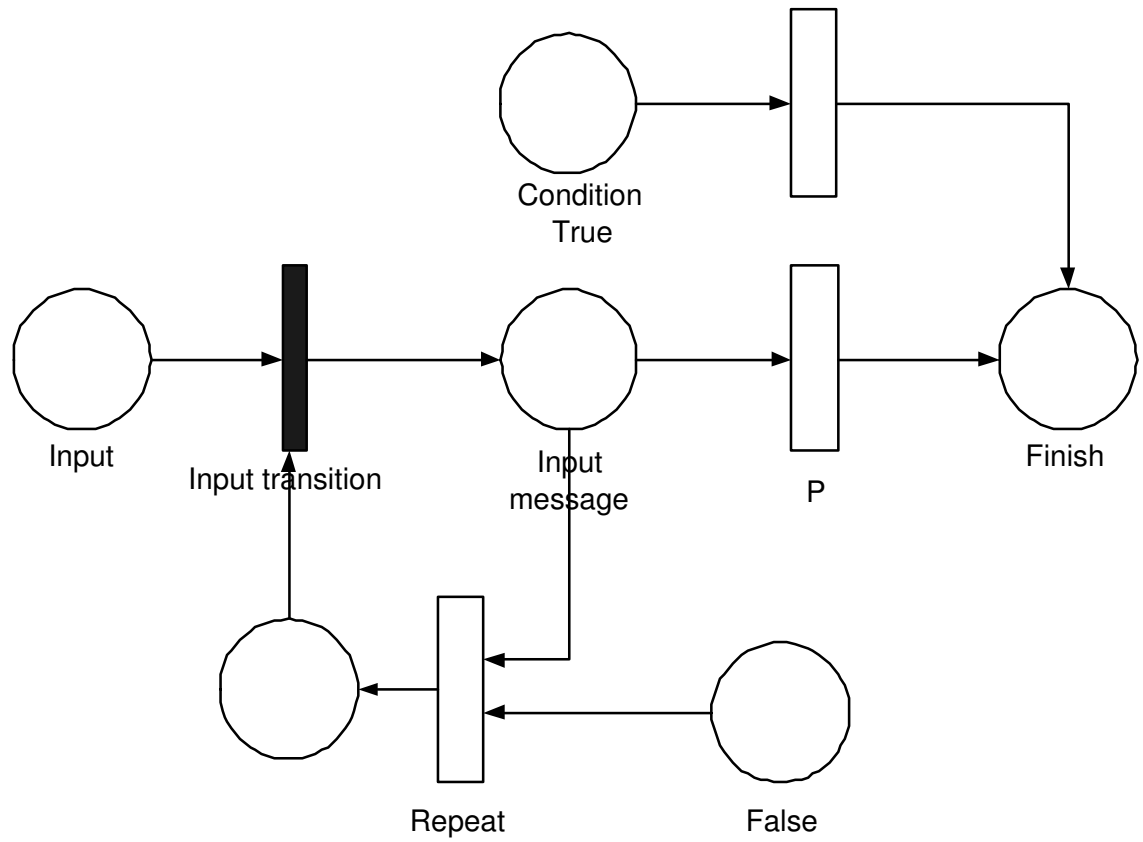 Condition
True
Input
Input transition
Input
message
P
Finish
Repeat
False